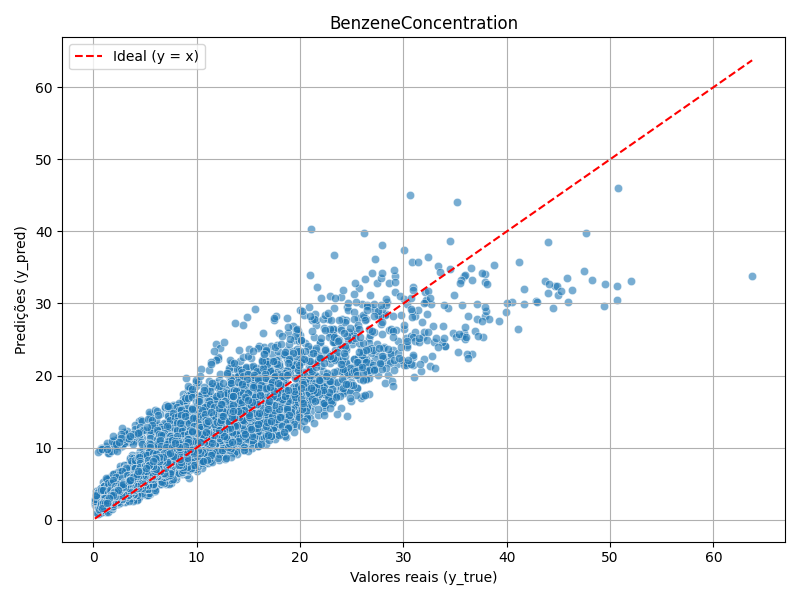 BenzeneConcentration
Ideal (y = x)
60
50
40
30
20
10
0
Predições (y_pred)
0 10 20 30 40 50 60
Valores reais (y_true)